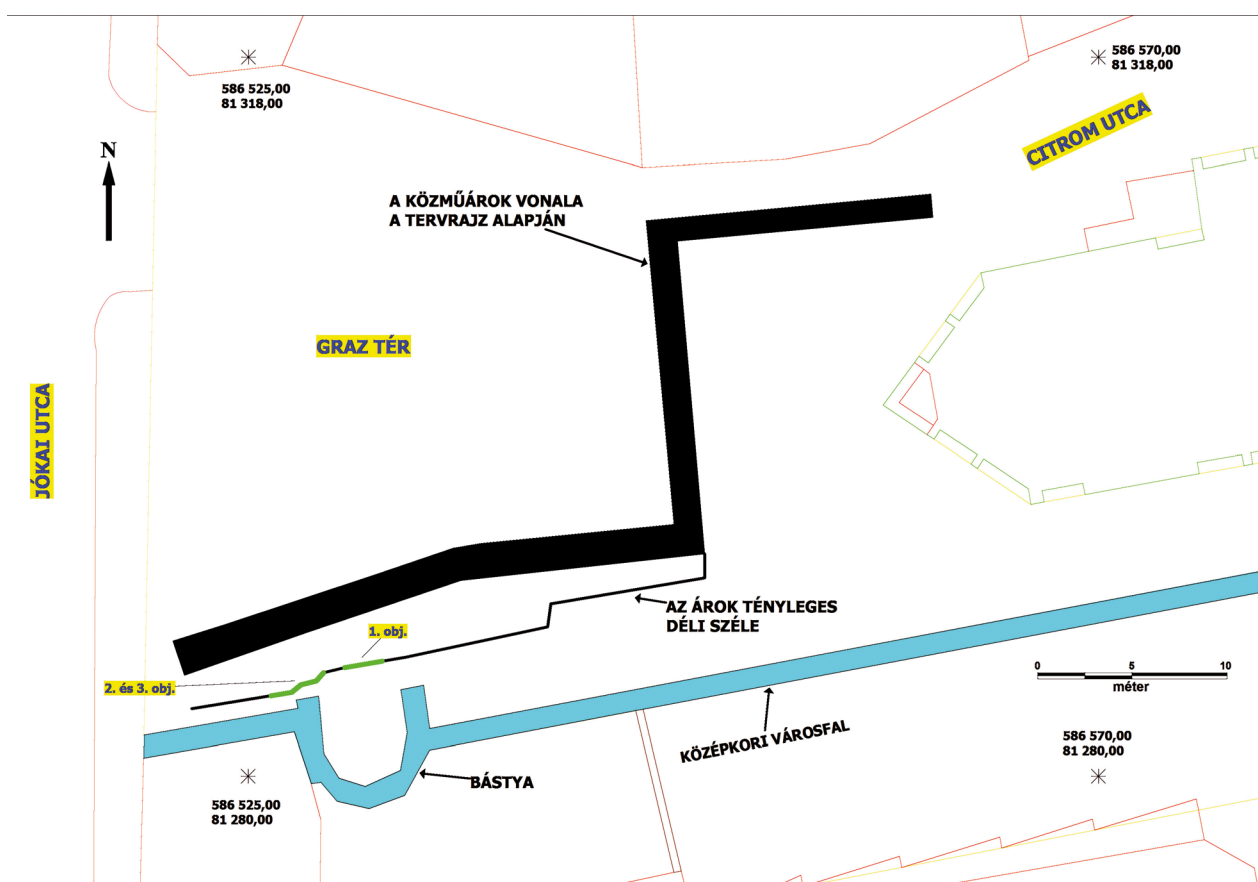 586 525,00
81 318,00
586 570,00
81 318,00
CITROM UTCA
N
A KÖZMŰÁROK VONALA
A TERVRAJZ ALAPJÁN
GRAZ TÉR
JÓKAI UTCA
AZ ÁROK TÉNYLEGES
DÉLI SZÉLE
1. obj.
2. és 3. obj.
0 5 10
méter
KÖZÉPKORI VÁROSFAL
BÁSTYA
586 525,00
81 280,00
586 570,00
81 280,00